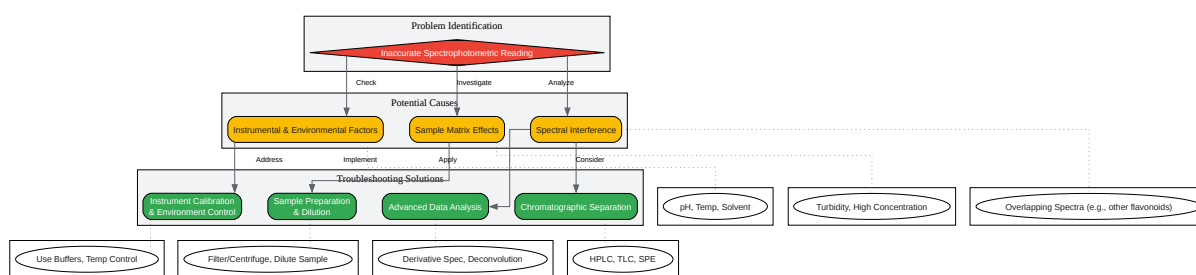 Problem Identification
Inaccurate Spectrophotometric Reading
Check
Investigate
Analyze
Potential Causes
Instrumental & Environmental Factors
Sample Matrix Effects
Spectral Interference
Address
Implement
Apply
Consider
Troubleshooting Solutions
Instrument Calibration
& Environment Control
Sample Preparation
& Dilution
Advanced Data Analysis
Chromatographic Separation
pH, Temp, Solvent
Turbidity, High Concentration
Overlapping Spectra (e.g., other flavonoids)
Use Buffers, Temp Control
Filter/Centrifuge, Dilute Sample
Derivative Spec, Deconvolution
HPLC, TLC, SPE